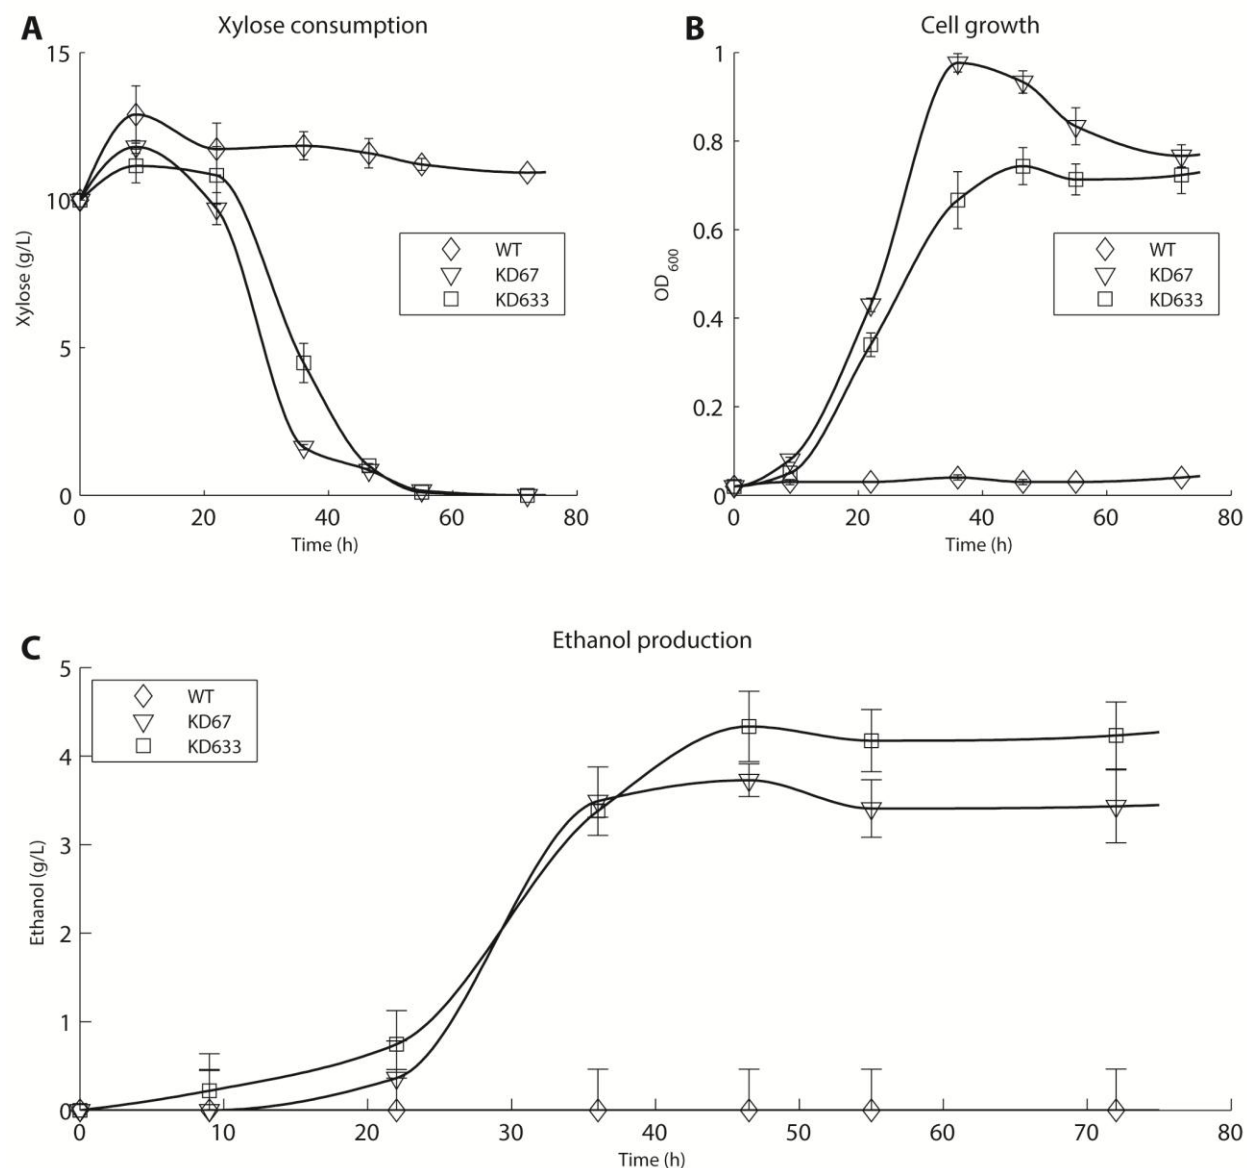 A
Xylose consumption
15
10
5
0
Xylose (g/L)
WT
KD67
KD633
0 20 40 60 80
Time (h)
B
Cell growth
1
0.8
0.6
0.4
0.2
0
OD600
WT
KD67
KD633
0 20 40 60 80
Time (h)
C
Ethanol production
5
4
3
2
1
0
Ethanol (g/L)
WT
KD67
KD633
0 10 20 30 40 50 60 70 80
Time (h)